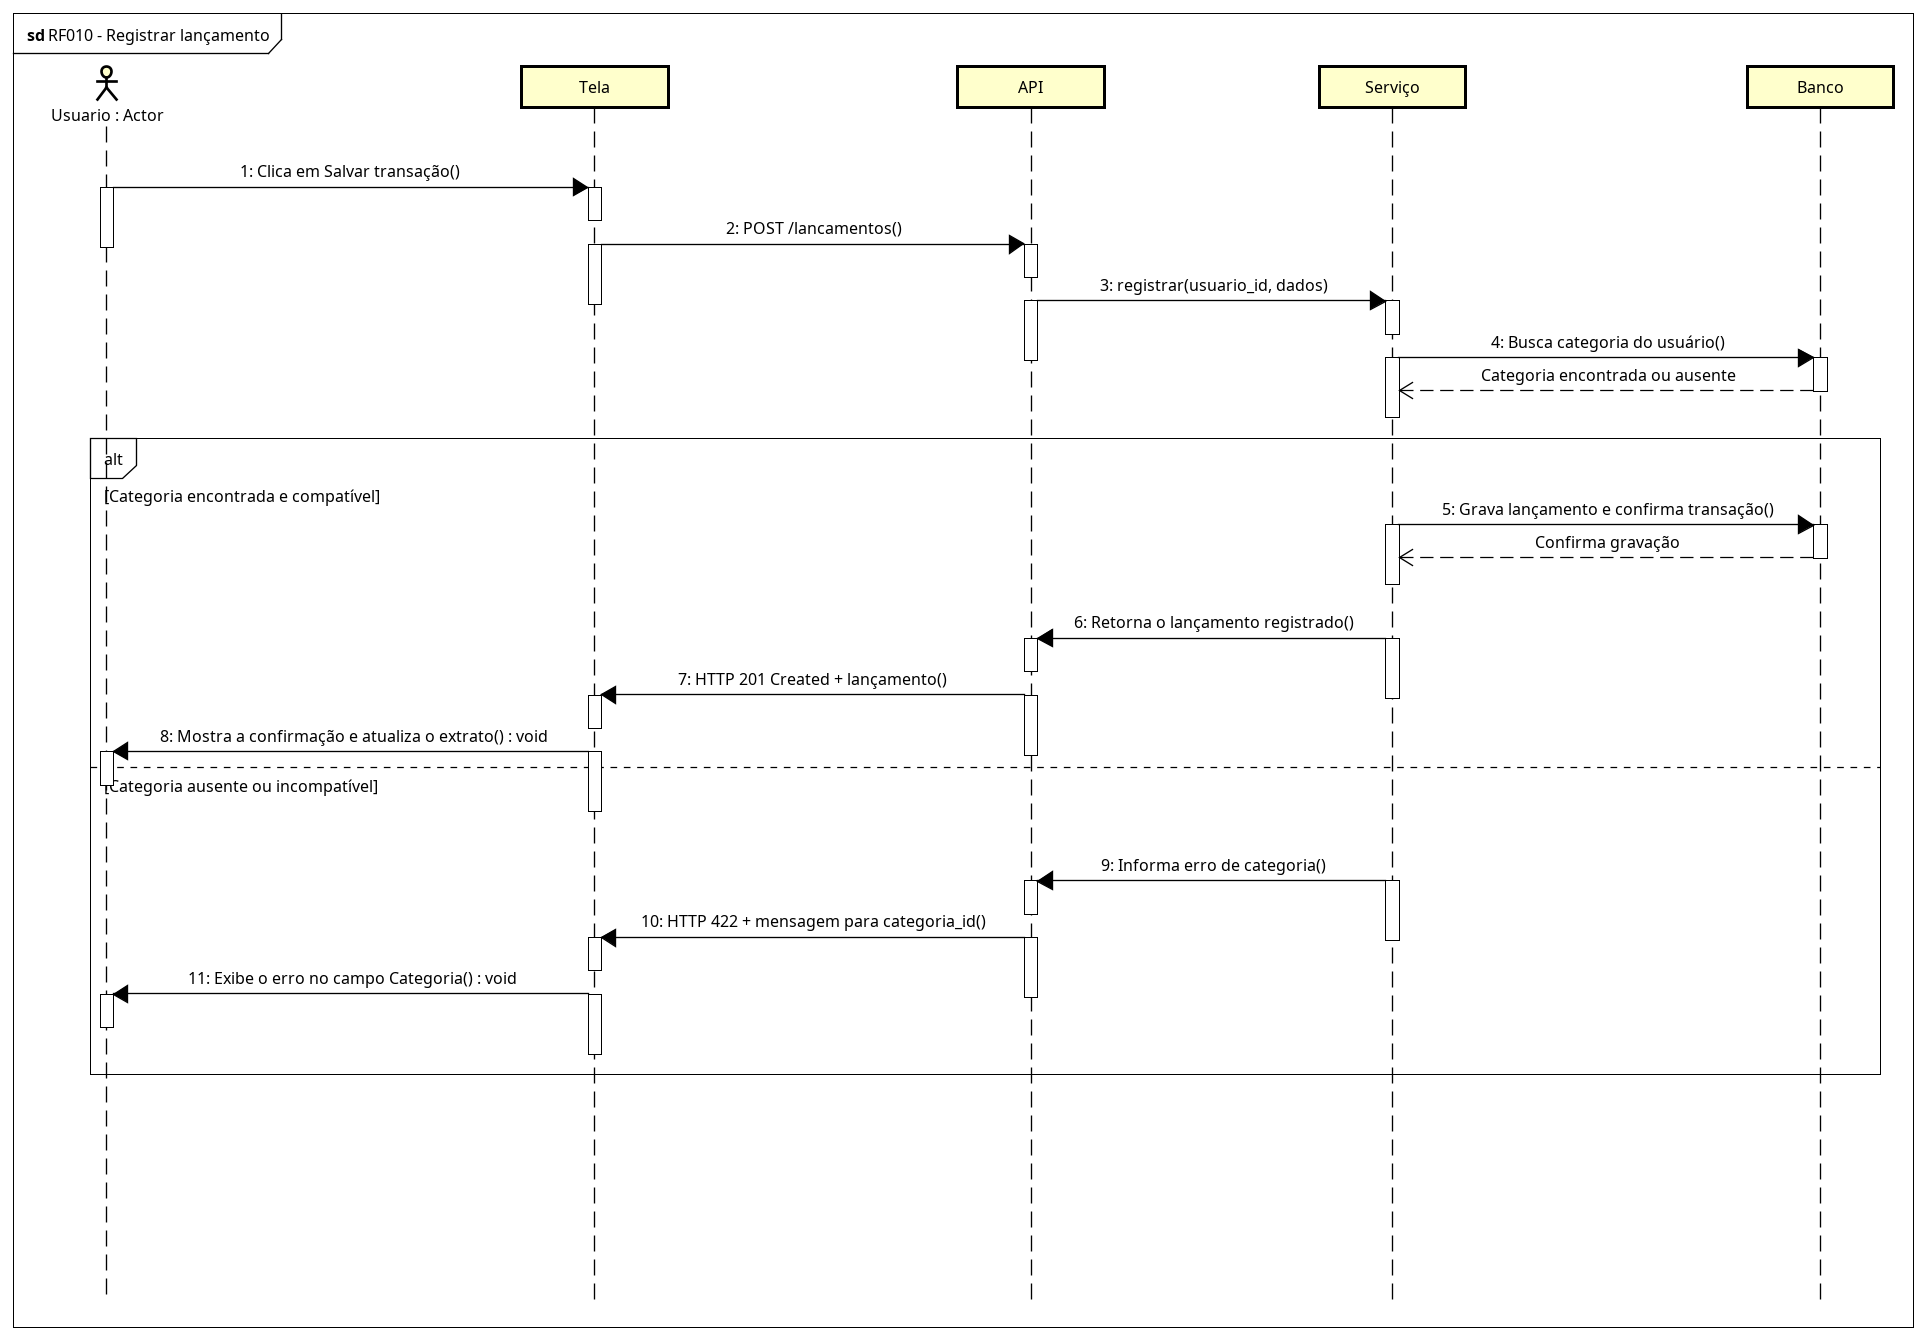 sd RF010 - Registrar lançamento
Usuario : Actor
Tela
API
Serviço
Banco
1: Clica em Salvar transação()
2: POST /lancamentos()
3: registrar(usuario_id, dados)
4: Busca categoria do usuário()
Categoria encontrada ou ausente
alt
[Categoria encontrada e compatível]
5: Grava lançamento e confirma transação()
Confirma gravação
6: Retorna o lançamento registrado()
7: HTTP 201 Created + lançamento()
8: Mostra a confirmação e atualiza o extrato() : void
[Categoria ausente ou incompatível]
9: Informa erro de categoria()
10: HTTP 422 + mensagem para categoria_id()
11: Exibe o erro no campo Categoria() : void